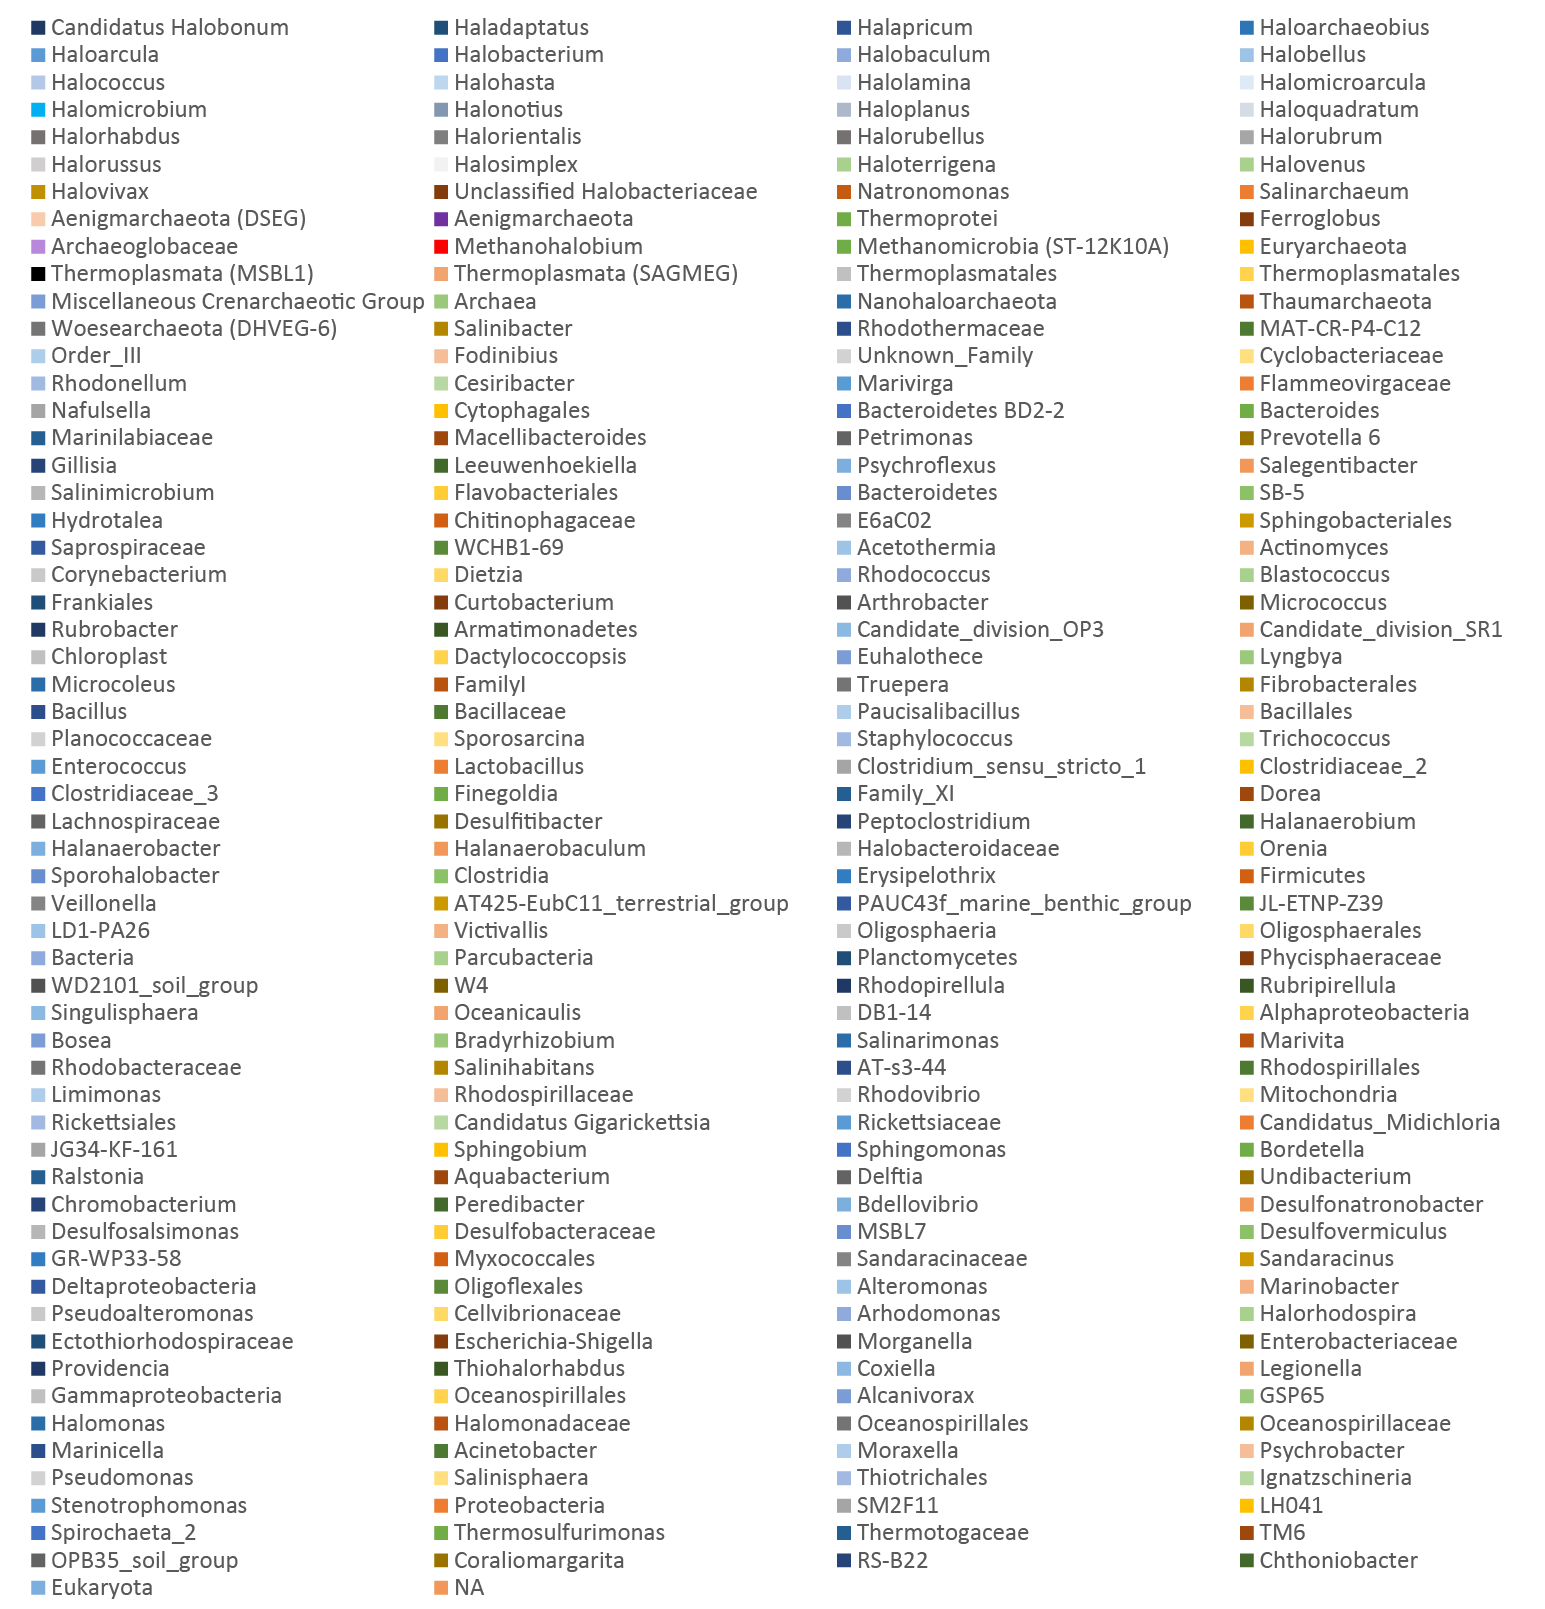 Candidatus Halobonum Haladaptatus Halapricum Haloarchaeobius
Haloarcula Halobacterium Halobaculum Halobellus
Halococcus Halohasta Halolamina Halomicroarcula
Halomicrobium Halonotius Haloplanus Haloquadratum
Halorhabdus Halorientalis Halorubellus Halorubrum
Halorussus Halosimplex Haloterrigena Halovenus
Halovivax Unclassified Halobacteriaceae Natronomonas Salinarchaeum
Aenigmarchaeota (DSEG) Aenigmarchaeota Thermoprotei Ferroglobus
Archaeoglobaceae Methanohalobium Methanomicrobia (ST-12K10A) Euryarchaeota
Thermoplasmata (MSBL1) Thermoplasmata (SAGMEG) Thermoplasmatales Thermoplasmatales
Miscellaneous Crenarchaeotic Group Archaea Nanohaloarchaeota Thaumarchaeota
Woesearchaeota (DHVEG-6) Salinibacter Rhodothermaceae MAT-CR-P4-C12
Order_III Fodinibius Unknown_Family Cyclobacteriaceae
Rhodonellum Cesiribacter Marivirga Flammeovirgaceae
Nafulsella Cytophagales Bacteroidetes BD2-2 Bacteroides
Marinilabiaceae Macellibacteroides Petrimonas Prevotella 6
Gillisia Leeuwenhoekiella Psychroflexus Salegentibacter
Salinimicrobium Flavobacteriales Bacteroidetes SB-5
Hydrotalea Chitinophagaceae E6aC02 Sphingobacteriales
Saprospiraceae WCHB1-69 Acetothermia Actinomyces
Corynebacterium Dietzia Rhodococcus Blastococcus
Frankiales Curtobacterium Arthrobacter Micrococcus
Rubrobacter Armatimonadetes Candidate_division_OP3 Candidate_division_SR1
Chloroplast Dactylococcopsis Euhalothece Lyngbya
Microcoleus FamilyI Truepera Fibrobacterales
Bacillus Bacillaceae Paucisalibacillus Bacillales
Planococcaceae Sporosarcina Staphylococcus Trichococcus
Enterococcus Lactobacillus Clostridium_sensu_stricto_1 Clostridiaceae_2
Clostridiaceae_3 Finegoldia Family_XI Dorea
Lachnospiraceae Desulfitibacter Peptoclostridium Halanaerobium
Halanaerobacter Halanaerobaculum Halobacteroidaceae Orenia
Sporohalobacter Clostridia Erysipelothrix Firmicutes
Veillonella AT425-EubC11_terrestrial_group PAUC43f_marine_benthic_group JL-ETNP-Z39
LD1-PA26 Victivallis Oligosphaeria Oligosphaerales
Bacteria Parcubacteria Planctomycetes Phycisphaeraceae
WD2101_soil_group W4 Rhodopirellula Rubripirellula
Singulisphaera Oceanicaulis DB1-14 Alphaproteobacteria
Bosea Bradyrhizobium Salinarimonas Marivita
Rhodobacteraceae Salinihabitans AT-s3-44 Rhodospirillales
Limimonas Rhodospirillaceae Rhodovibrio Mitochondria
Rickettsiales Candidatus Gigarickettsia Rickettsiaceae Candidatus_Midichloria
JG34-KF-161 Sphingobium Sphingomonas Bordetella
Ralstonia Aquabacterium Delftia Undibacterium
Chromobacterium Peredibacter Bdellovibrio Desulfonatronobacter
Desulfosalsimonas Desulfobacteraceae MSBL7 Desulfovermiculus
GR-WP33-58 Myxococcales Sandaracinaceae Sandaracinus
Deltaproteobacteria Oligoflexales Alteromonas Marinobacter
Pseudoalteromonas Cellvibrionaceae Arhodomonas Halorhodospira
Ectothiorhodospiraceae Escherichia-Shigella Morganella Enterobacteriaceae
Providencia Thiohalorhabdus Coxiella Legionella
Gammaproteobacteria Oceanospirillales Alcanivorax GSP65
Halomonas Halomonadaceae Oceanospirillales Oceanospirillaceae
Marinicella Acinetobacter Moraxella Psychrobacter
Pseudomonas Salinisphaera Thiotrichales Ignatzschineria
Stenotrophomonas Proteobacteria SM2F11 LH041
Spirochaeta_2 Thermosulfurimonas Thermotogaceae TM6
OPB35_soil_group Coraliomargarita RS-B22 Chthoniobacter
Eukaryota NA